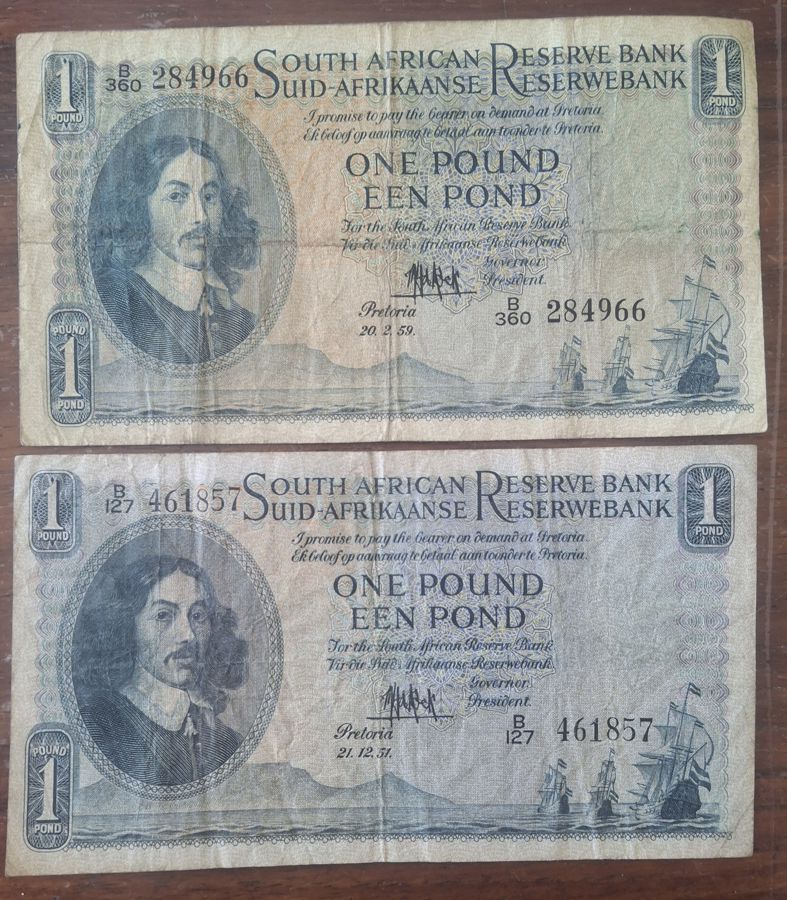 1 POUND
B/360 284966
SOUTH AFRICAN RESERVE BANK
SUID-AFRIKAANSE RESERWEBANK
1 POND
I promise to pay the bearer on demand at Pretoria.
Ek beloof op aanvraag te betaal aan toonder te Pretoria.
ONE POUND
EEN POND
For the South African Reserve Bank
Vir die Suid-Afrikaanse Reserwebank
Governor
President.
Pretoria
20. 2. 59.
B/360 284966
POUND 1 POND
1 POUND
B/127 461857
SOUTH AFRICAN RESERVE BANK
SUID-AFRIKAANSE RESERWEBANK
1 POND
I promise to pay the bearer on demand at Pretoria.
Ek beloof op aanvraag te betaal aan toonder te Pretoria.
ONE POUND
EEN POND
For the South African Reserve Bank
Vir die Suid-Afrikaanse Reserwebank
Governor
President.
Pretoria
21. 12. 51.
B/127 461857
POUND 1 POND